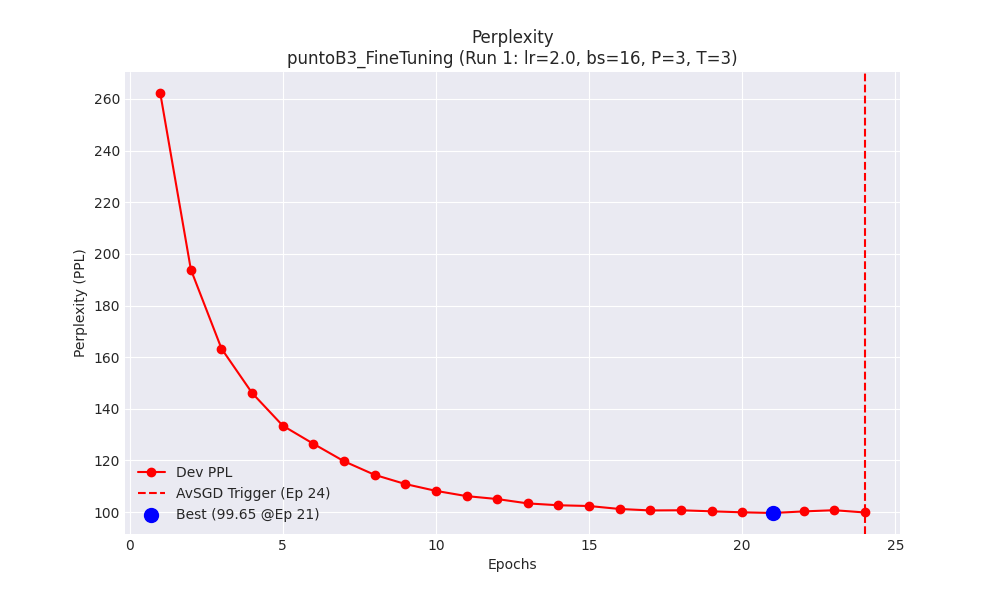 Perplexity
puntoB3_FineTuning (Run 1: lr=2.0, bs=16, P=3, T=3)
Perplexity (PPL)
260
240
220
200
180
160
140
120
100
Dev PPL
AvSGD Trigger (Ep 24)
Best (99.65 @Ep 21)
0 5 10 15 20 25
Epochs